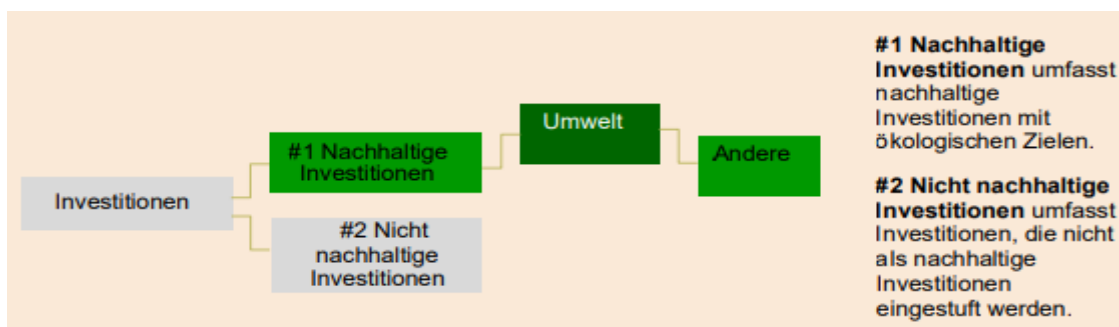 Investitionen
#1 Nachhaltige
Investitionen
#2 Nicht
nachhaltige
Investitionen
Umwelt
Andere
#1 Nachhaltige
Investitionen umfasst
nachhaltige
Investitionen mit
ökologischen Zielen.
#2 Nicht nachhaltige
Investitionen umfasst
Investitionen, die nicht
als nachhaltige
Investitionen
eingestuft werden.